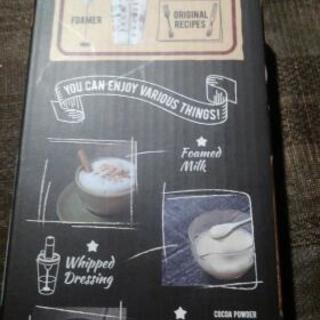 FOAMER
ORIGINAL
RECIPES
YOU CAN ENJOY VARIOUS THINGS!
Foamed
Milk
Whipped
Dressing
COCOA POWDER